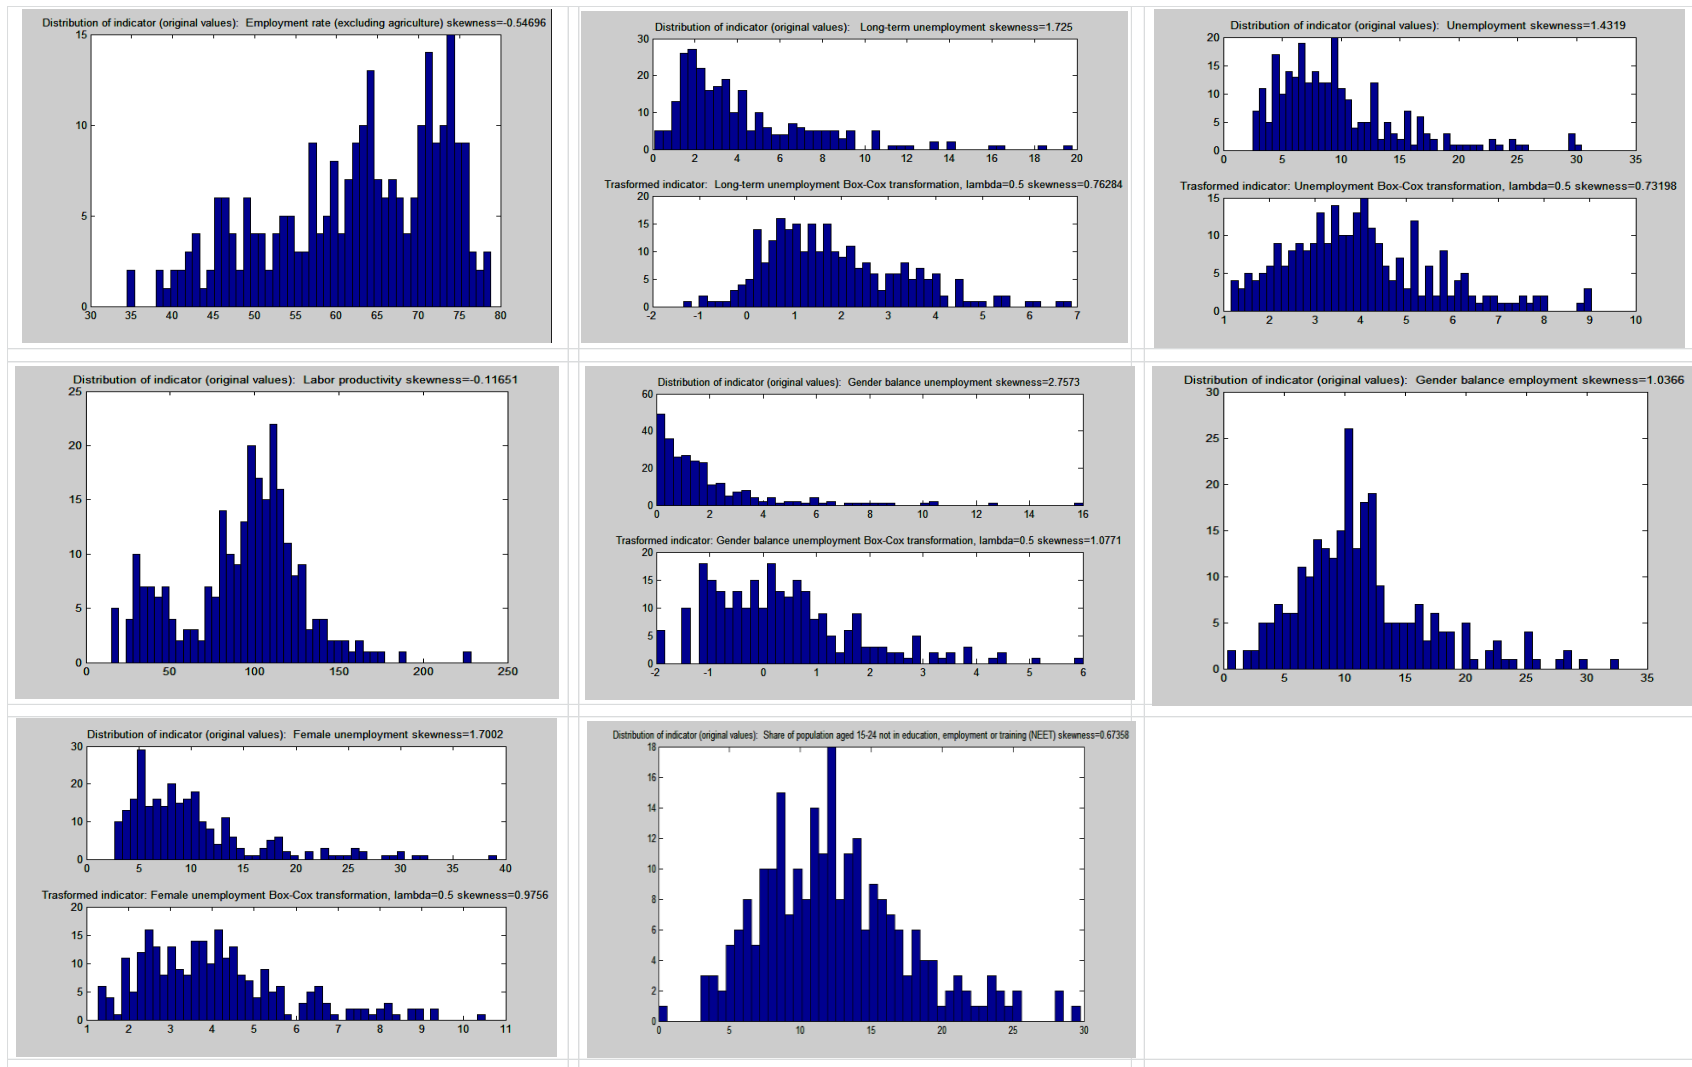 Distribution of indicator (original values): Employment rate (excluding agriculture) skewness=-0.54696
15
10
5
0
30 35 40 45 50 55 60 65 70 75 80
Distribution of indicator (original values): Long-term unemployment skewness=1.725
30
20
10
0
0 2 4 6 8 10 12 14 16 18 20
Trasformed indicator: Long-term unemployment Box-Cox transformation, lambda=0.5 skewness=0.76284
20
15
10
5
0
-2 -1 0 1 2 3 4 5 6 7
Distribution of indicator (original values): Unemployment skewness=1.4319
20
15
10
5
0
0 5 10 15 20 25 30 35
Trasformed indicator: Unemployment Box-Cox transformation, lambda=0.5 skewness=0.73198
15
10
5
0
1 2 3 4 5 6 7 8 9 10
Distribution of indicator (original values): Labor productivity skewness=-0.11651
25
20
15
10
5
0
0 50 100 150 200 250
Distribution of indicator (original values): Gender balance unemployment skewness=2.7573
60
40
20
0
0 2 4 6 8 10 12 14 16
Trasformed indicator: Gender balance unemployment Box-Cox transformation, lambda=0.5 skewness=1.0771
20
15
10
5
0
-2 -1 0 1 2 3 4 5 6
Distribution of indicator (original values): Gender balance employment skewness=1.0366
30
25
20
15
10
5
0
0 5 10 15 20 25 30 35
Distribution of indicator (original values): Female unemployment skewness=1.7002
30
20
10
0
0 5 10 15 20 25 30 35 40
Trasformed indicator: Female unemployment Box-Cox transformation, lambda=0.5 skewness=0.9756
20
15
10
5
0
1 2 3 4 5 6 7 8 9 10 11
Distribution of indicator (original values): Share of population aged 15-24 not in education, employment or training (NEET) skewness=0.67358
18
16
14
12
10
8
6
4
2
0
0 5 10 15 20 25 30